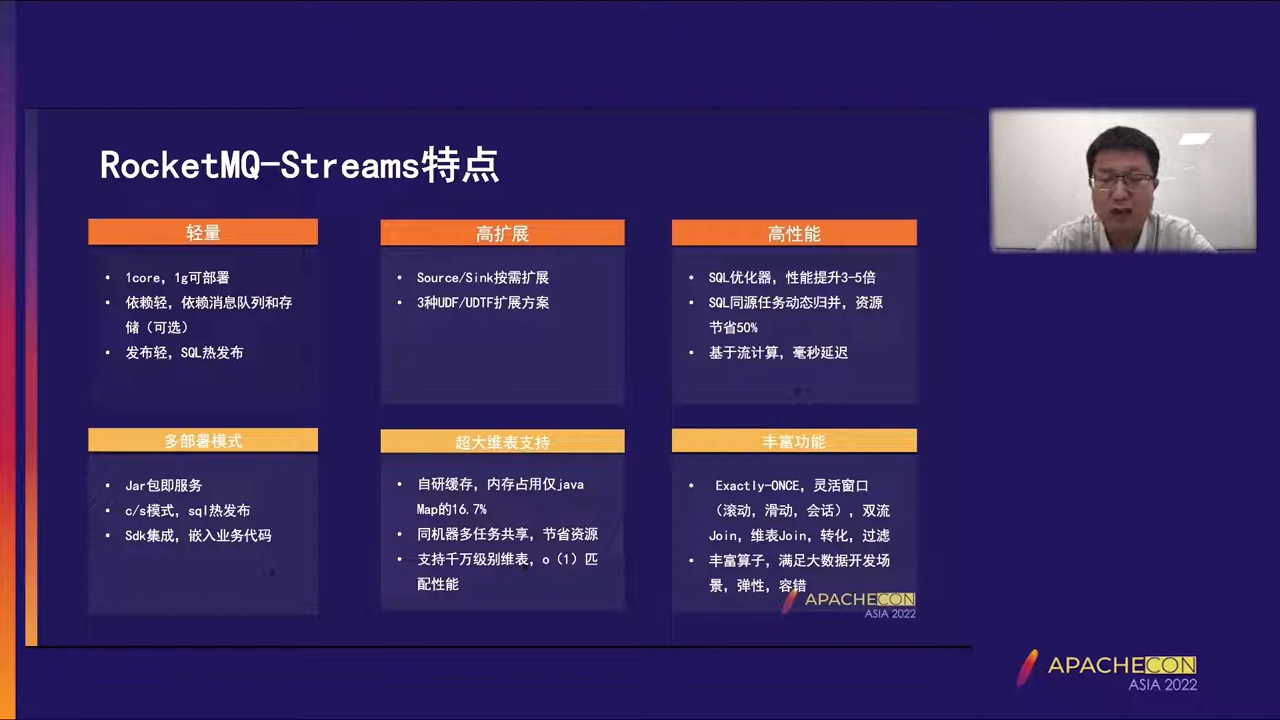 RocketMQ-Streams特点
轻量
• 1core，1g可部署
• 依赖轻，依赖消息队列和存
储（可选）
• 发布轻，SQL热发布
高扩展
• Source/Sink按需扩展
• 3种UDF/UDTF扩展方案
高性能
• SQL优化器，性能提升3-5倍
• SQL同源任务动态归并，资源
节省50%
• 基于流计算，毫秒延迟
多部署模式
• Jar包即服务
• c/s模式，sql热发布
• Sdk集成，嵌入业务代码
超大维表支持
• 自研缓存，内存占用仅java
Map的16.7%
• 同机器多任务共享，节省资源
• 支持千万级别维表，o（1）匹
配性能
丰富功能
• Exactly-ONCE，灵活窗口
（滚动，滑动，会话），双流
Join，维表Join，转化，过滤
• 丰富算子，满足大数据开发场
景，弹性，容错
APACHECON
ASIA 2022
APACHECON
ASIA 2022